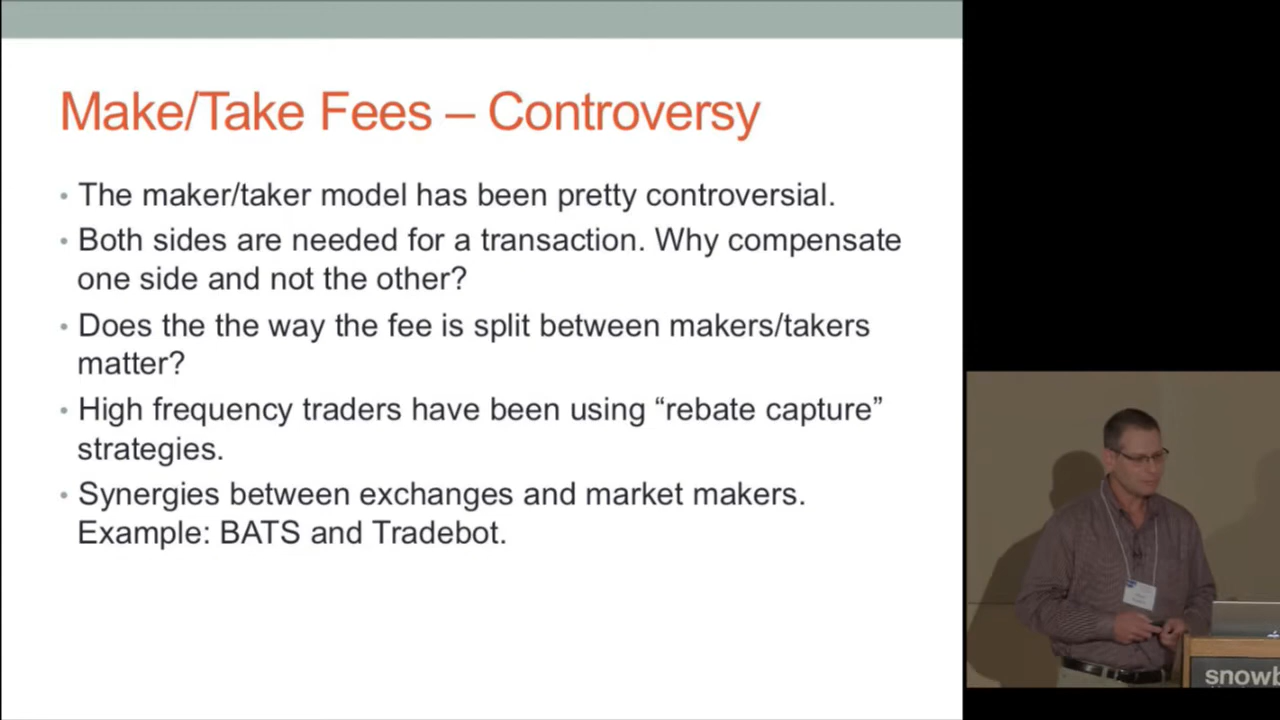 Make/Take Fees – Controversy
• The maker/taker model has been pretty controversial.
• Both sides are needed for a transaction. Why compensate
one side and not the other?
• Does the the way the fee is split between makers/takers
matter?
• High frequency traders have been using “rebate capture”
strategies.
• Synergies between exchanges and market makers.
Example: BATS and Tradebot.
snowb